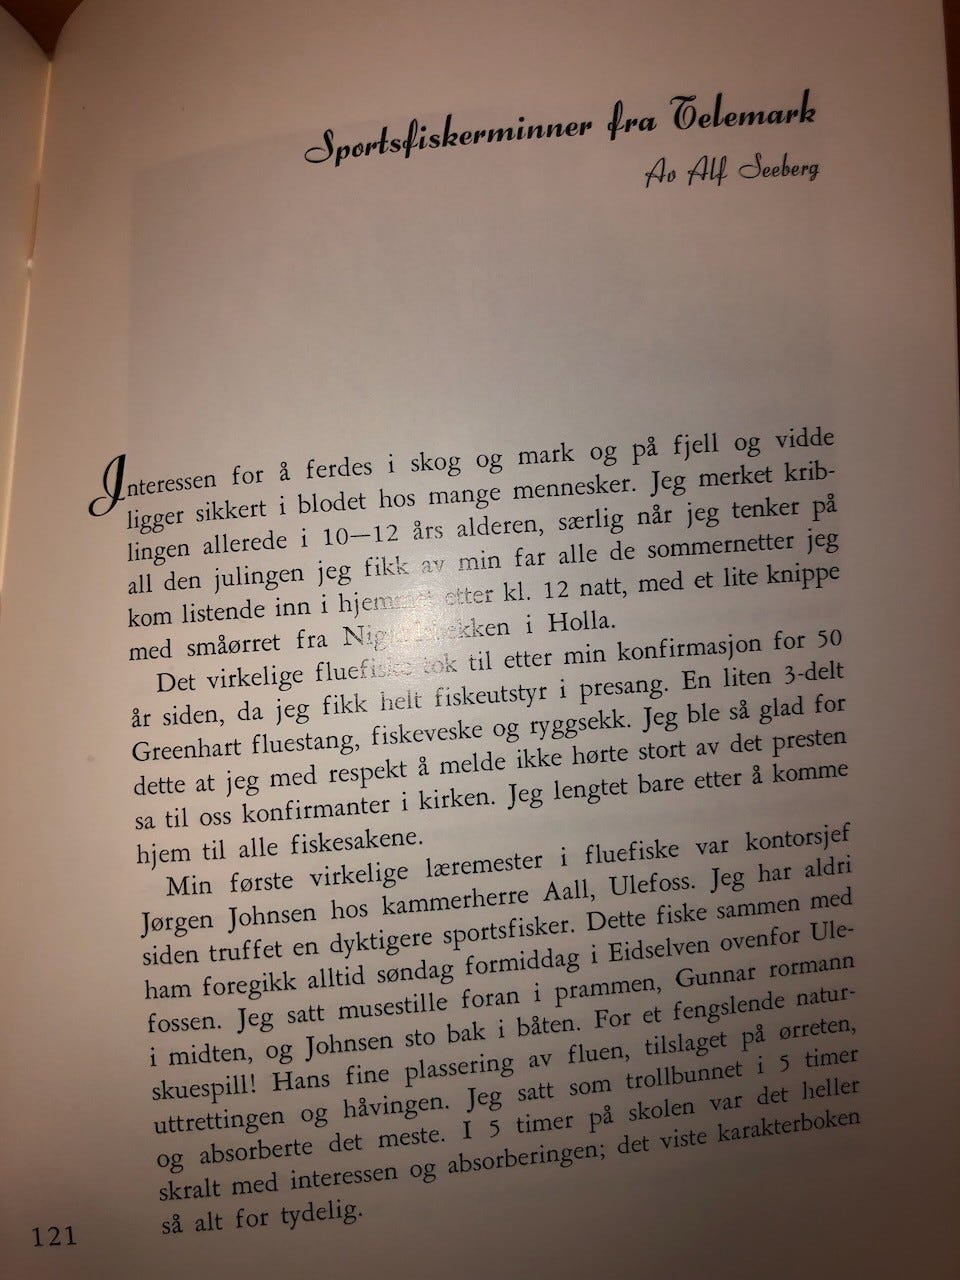 Sportsfiskerminner fra Telemark
Av Alf Seeberg
Interessen for å ferdes i skog og mark og på fjell og vidde
ligger sikkert i blodet hos mange mennesker. Jeg merket krib-
lingen allerede i 10—12 års alderen, særlig når jeg tenker på
all den julingen jeg fikk av min far alle de sommernetter jeg
kom listende inn i etter kl. 12 natt, med et lite knippe
med småørret fra i Holla.
Det virkelige fluefiske tok til etter min konfirmasjon for 50
år siden, da jeg fikk helt fiskeutstyr i presang. En liten 3-delt
Greenhart fluestang, fiskeveske og ryggsekk. Jeg ble så glad for
dette at jeg med respekt å melde ikke hørte stort av det presten
sa til oss konfirmanter i kirken. Jeg lengtet bare etter å komme
hjem til alle fiskesakene.
Min første virkelige læremester i fluefiske var kontorsjef
Jørgen Johnsen hos kammerherre Aall, Ulefoss. Jeg har aldri
siden truffet en dyktigere sportsfisker. Dette fiske sammen med
ham foregikk alltid søndag formiddag i Eidselven ovenfor Ule-
fossen. Jeg satt musestille foran i prammen, Gunnar rormann
i midten, og Johnsen sto bak i båten. For et fengslende natur-
skuespill! Hans fine plassering av fluen, tilslaget på ørreten,
uttrettingen og håvingen. Jeg satt som trollbunnet i 5 timer
og absorberte det meste. I 5 timer på skolen var det heller
skralt med interessen og absorberingen; det viste karakterboken
så alt for tydelig.
121